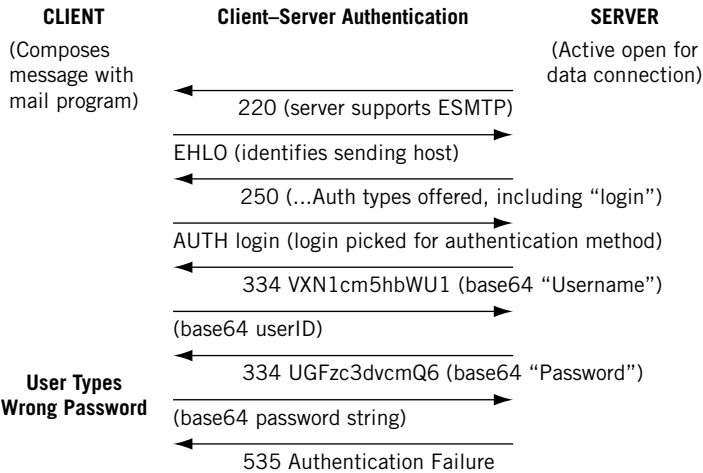 CLIENT
Client–Server Authentication
SERVER
(Composes
message with
mail program)
(Active open for
data connection)
220 (server supports ESMTP)
EHLO (identifies sending host)
250 (...Auth types offered, including “login”)
AUTH login (login picked for authentication method)
334 VXN1cm5hbWU1 (base64 “Username”)
(base64 userID)
334 UGFzc3dvcmQ6 (base64 “Password”)
User Types
Wrong Password
(base64 password string)
535 Authentication Failure